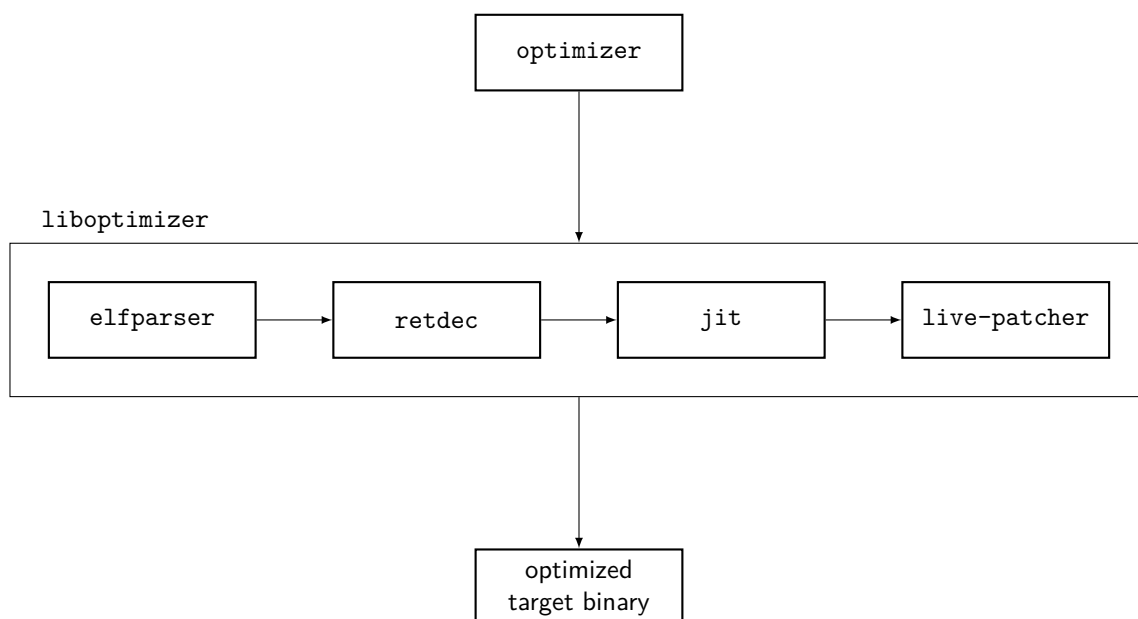 optimizer
liboptimizer
elfparser
retdec
jit
live-patcher
optimized
target binary